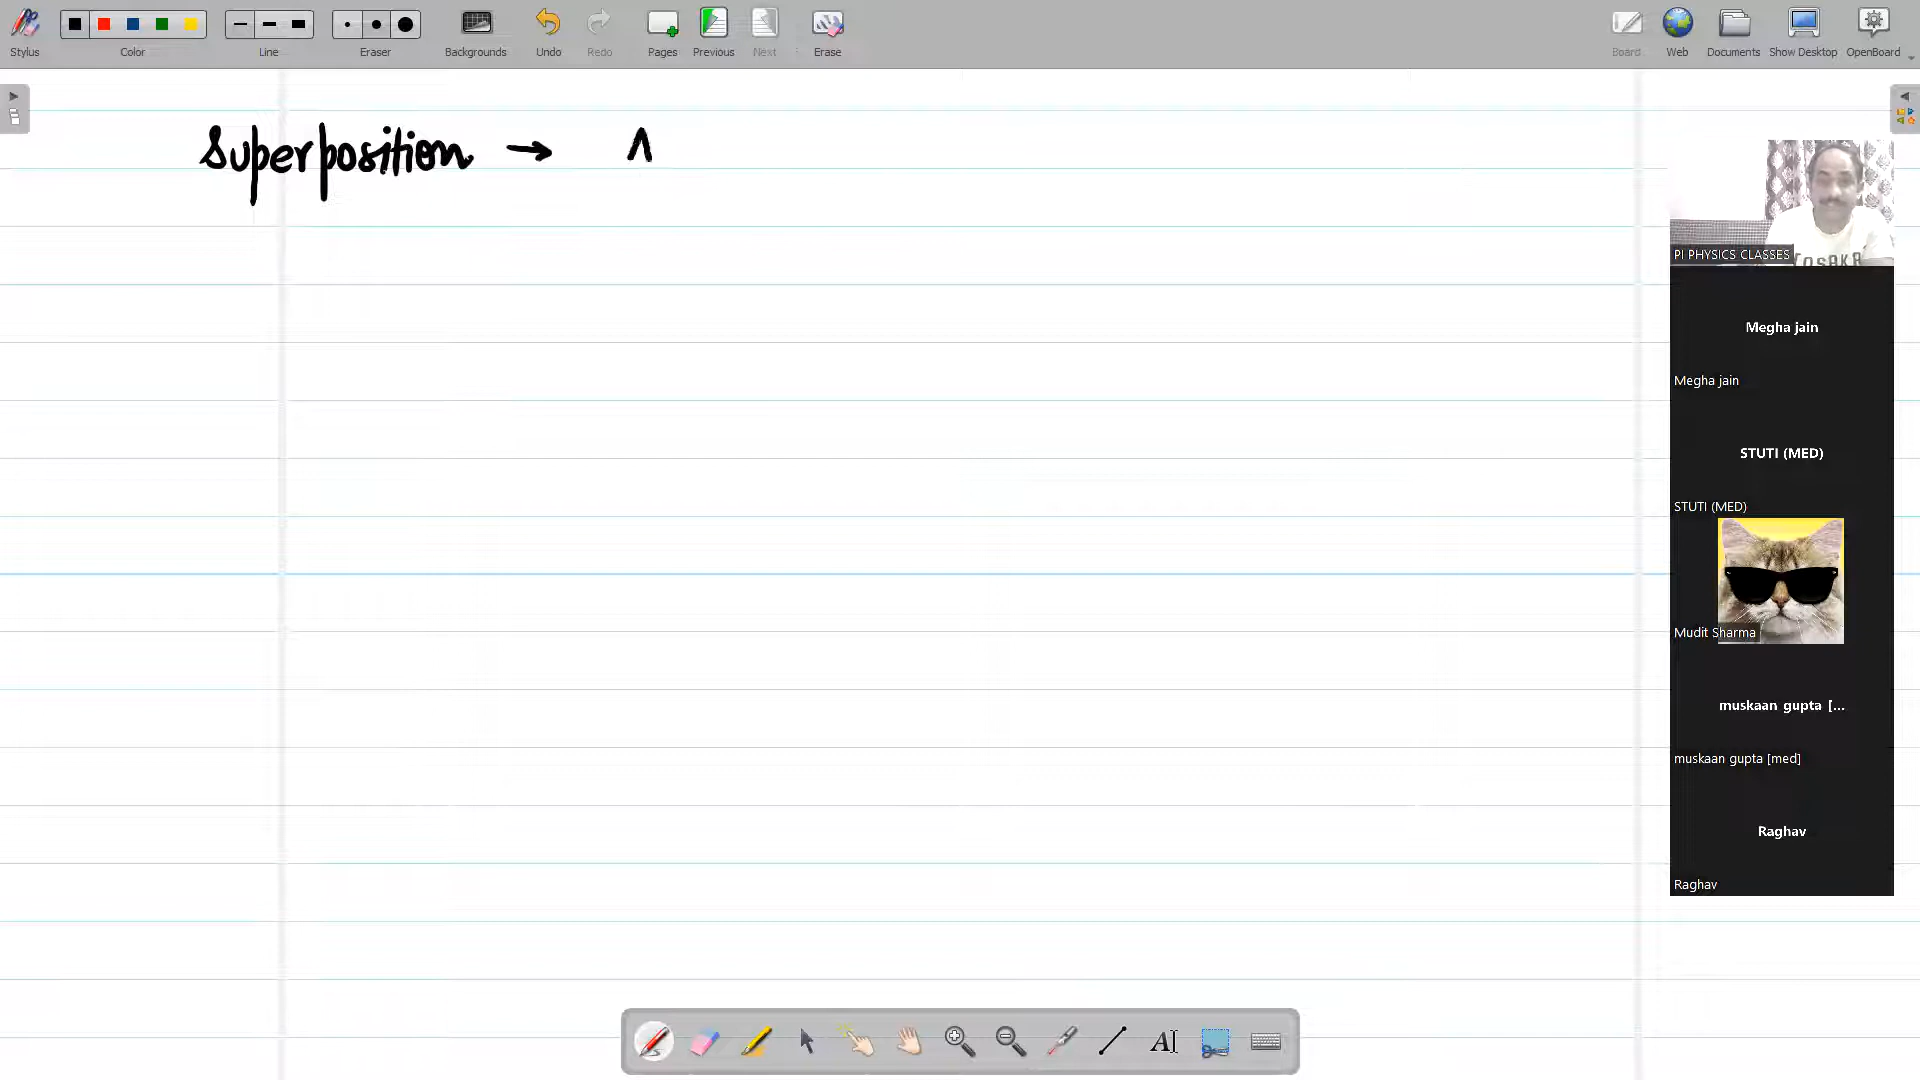 Stylus
Color
Line
Eraser
Backgrounds
Undo
Redo
Pages
Previous
Next
Erase
Board
Web
Documents
Show Desktop
OpenBoard
Superposition →
PI PHYSICS CLASSES
Megha jain
Megha jain
STUTI (MED)
STUTI (MED)
Mudit Sharma
muskaan gupta [...
muskaan gupta [med]
Raghav
Raghav